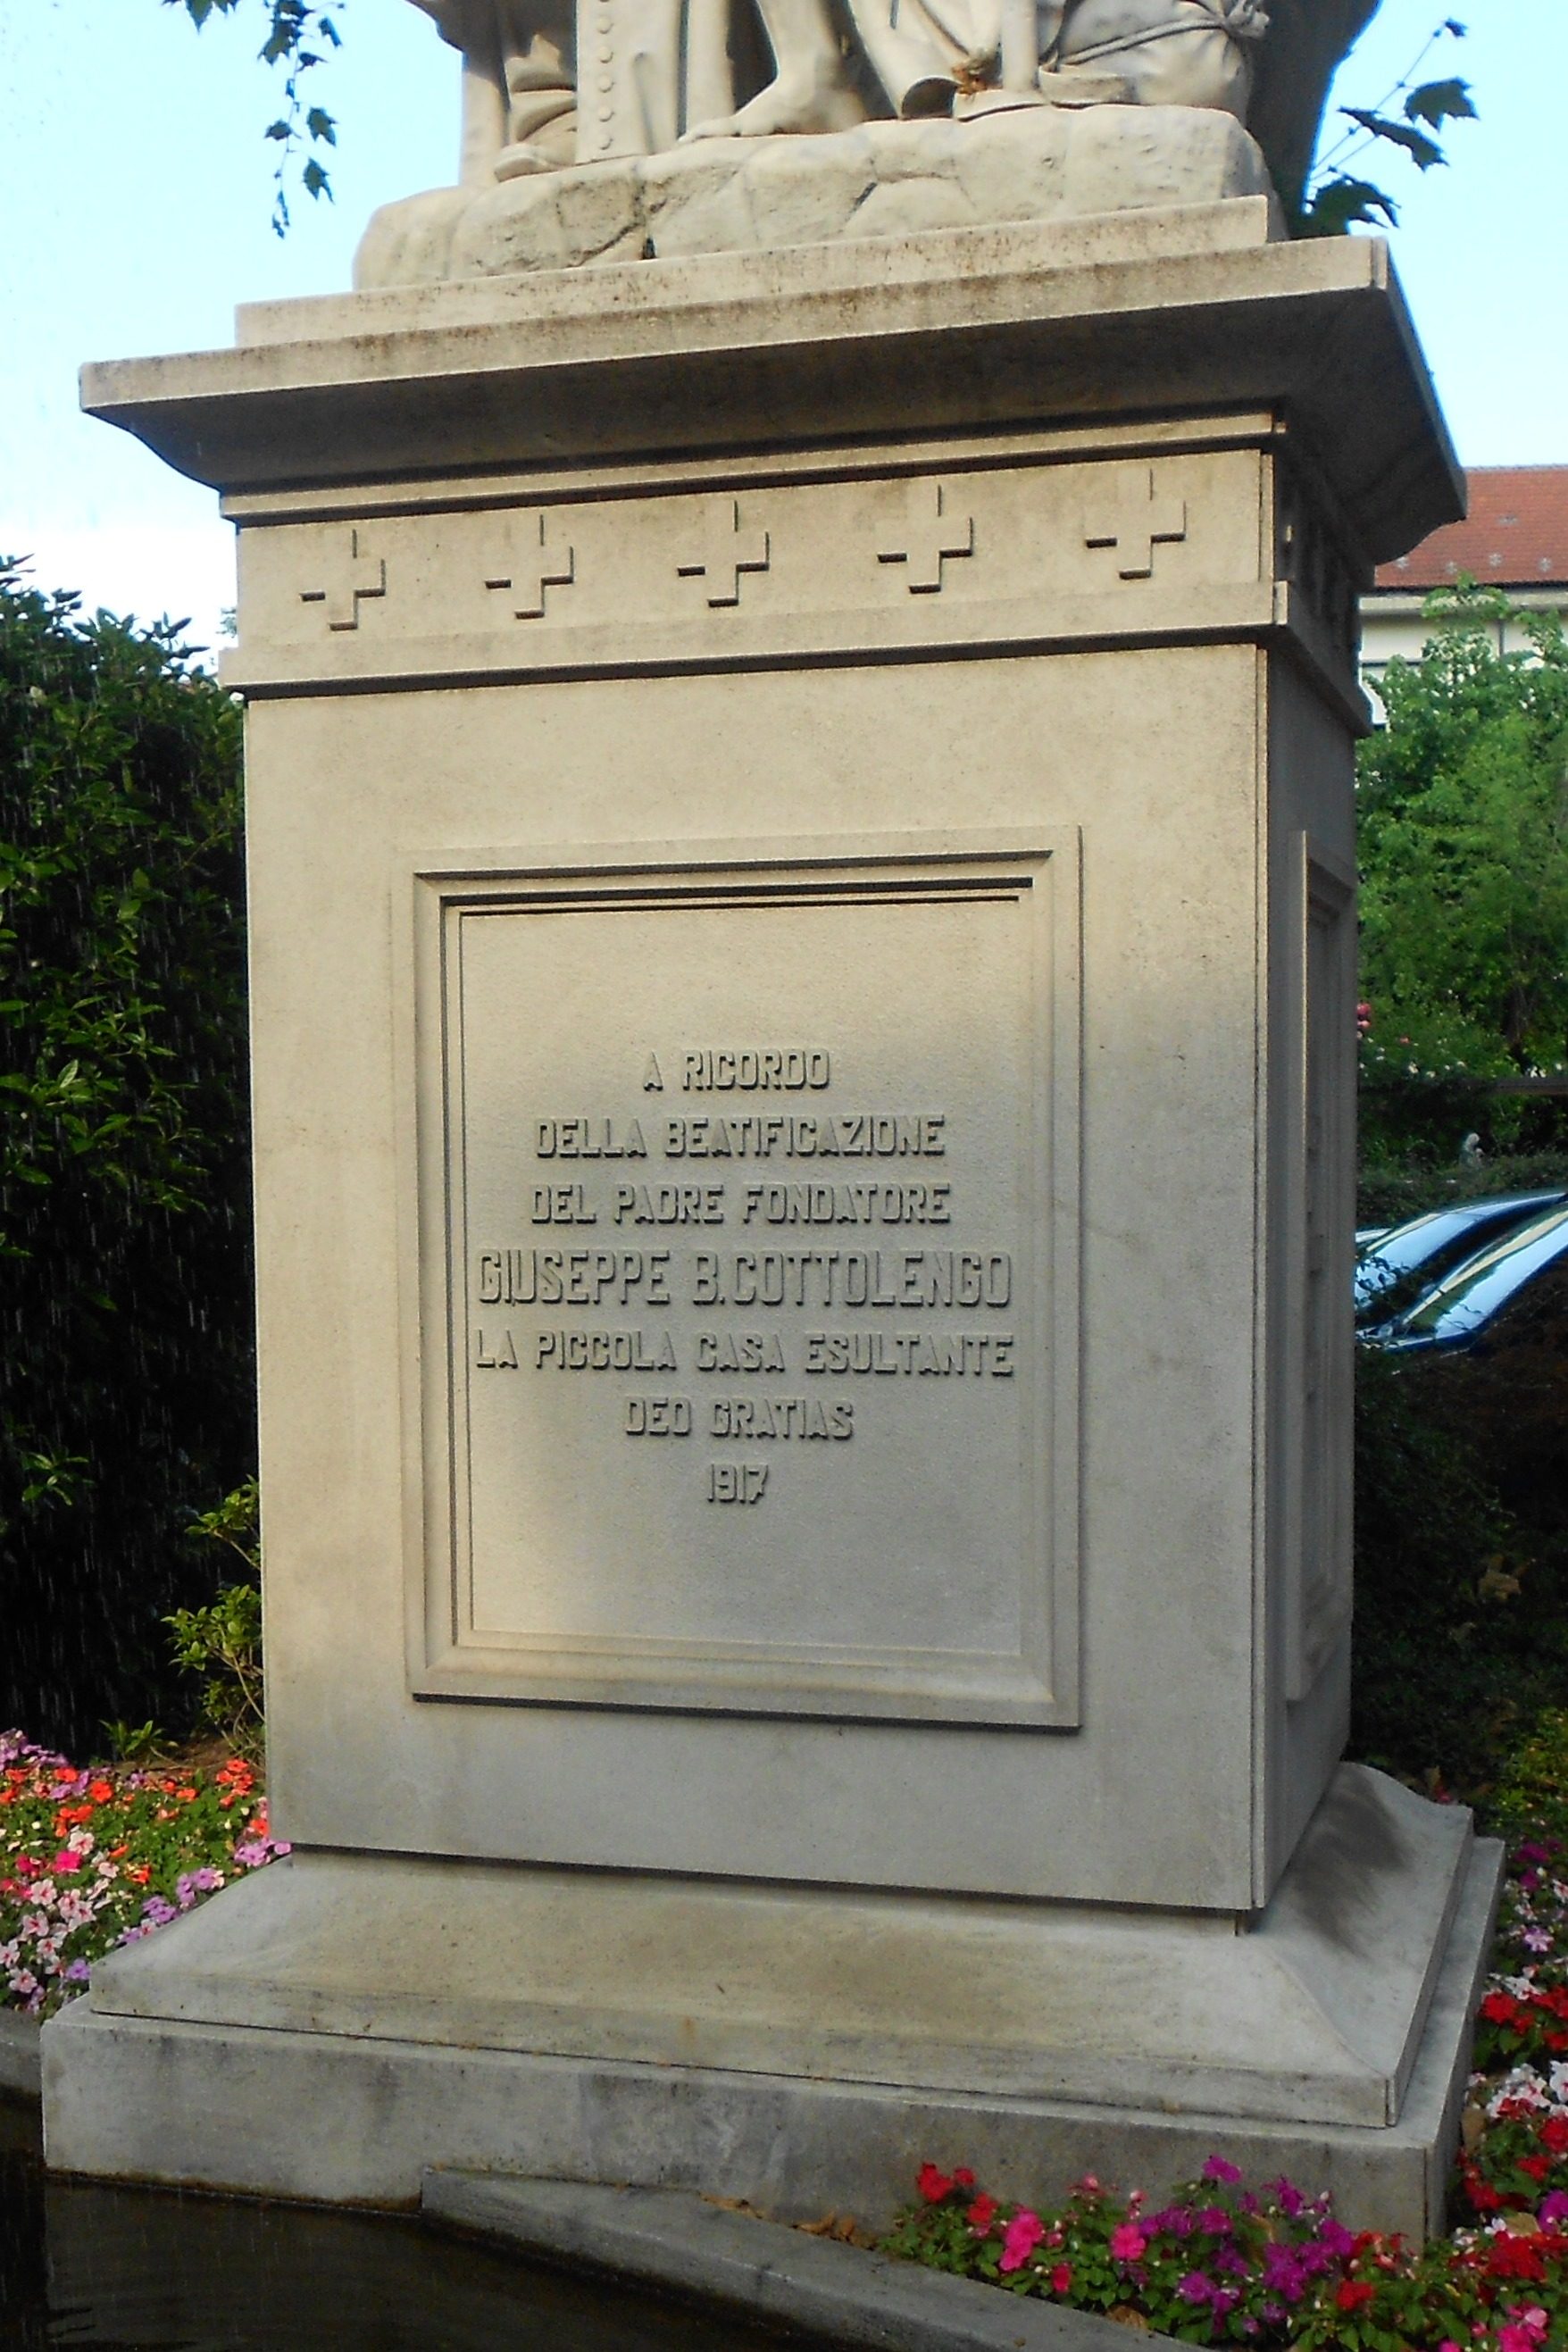 A RICORDO
DELLA BEATIFICAZIONE
DEL PADRE FONDATORE
GIUSEPPE B. COTTOLENGO
LA PICCOLA CASA ESULTANTE
DEO GRATIAS
1917